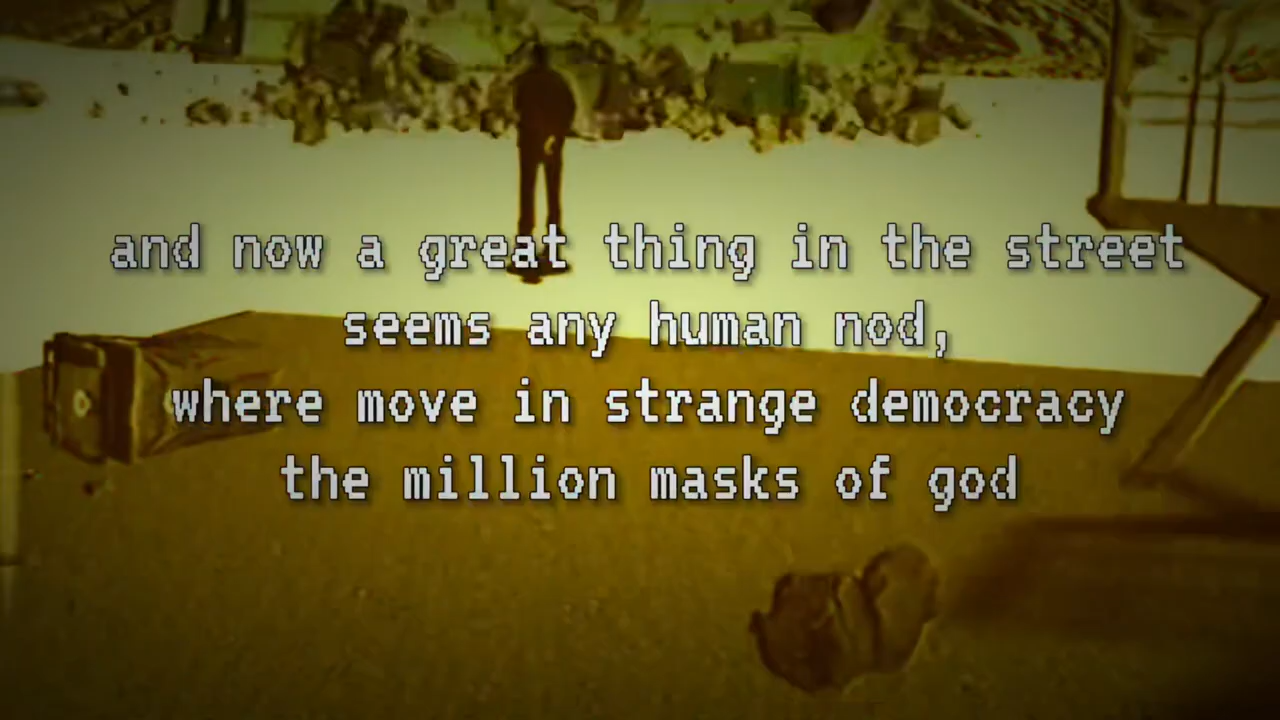 and now a great thing in the street
seems any human nod,
where move in strange democracy
the million masks of god